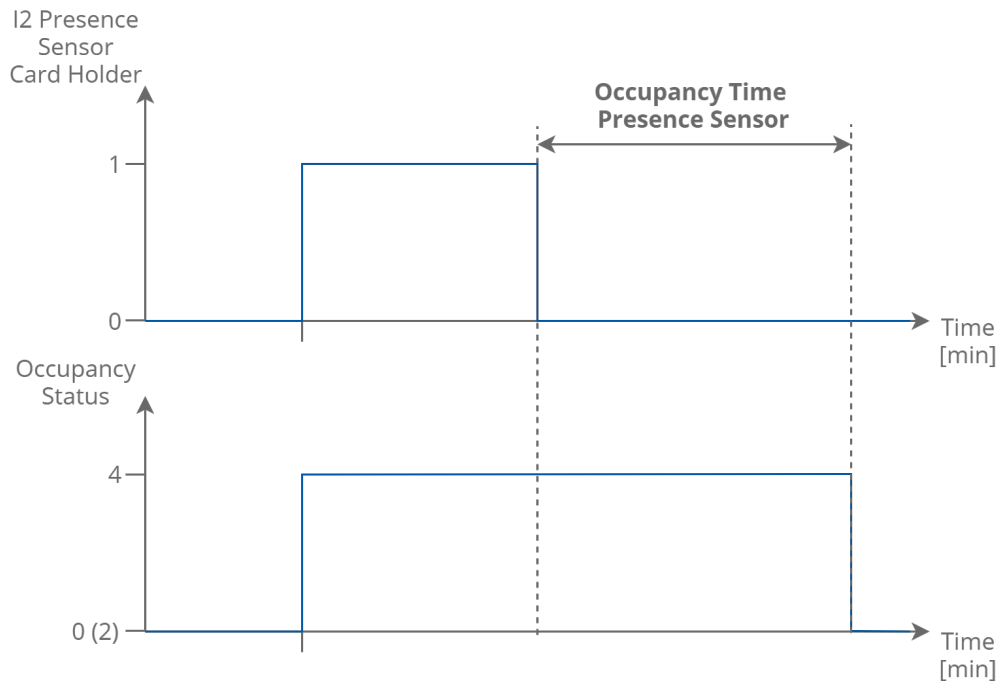 I2 Presence
Sensor
Card Holder
Occupancy Time
Presence Sensor
1
0
Time
[min]
Occupancy
Status
4
0 (2)
Time
[min]